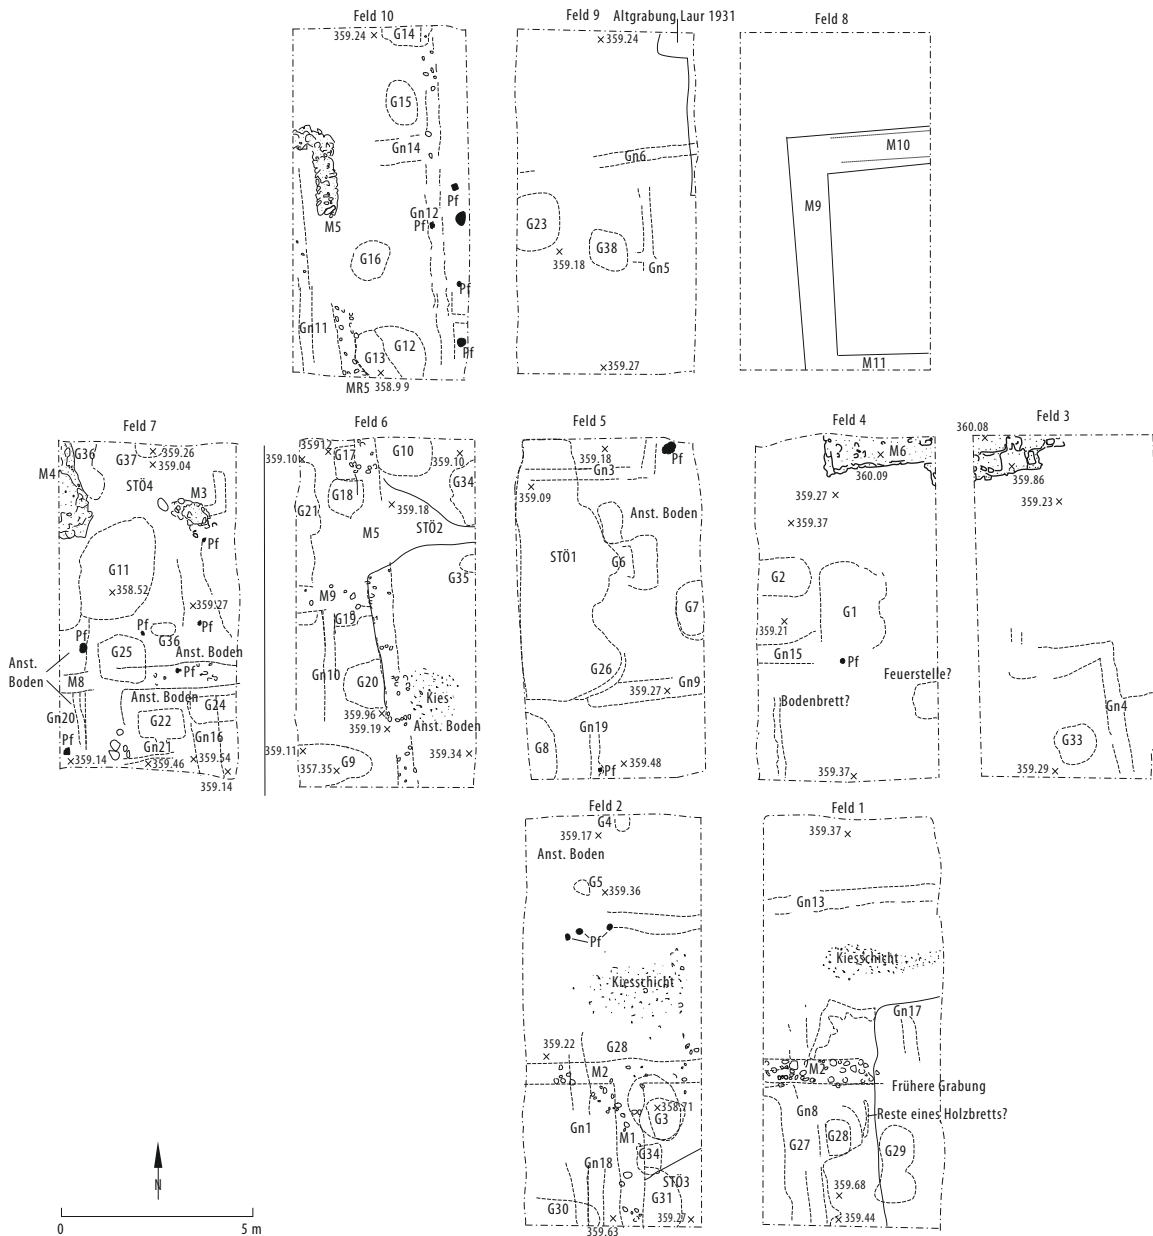 Feld 10
359.24
G14
G15
Gn14
Pf
Gn12
Pf
M5
G16
Pf
Gn11
G12
G13
Pf
MR5
358.9 9
Feld 9
Altgrabung Laur 1931
359.24
Gn6
G23
G38
359.18
Gn5
359.27
Feld 8
M10
M9
M11
Feld 7
G36
G37
359.26
359.04
M4
STÖ4
M3
Pf
G11
358.52
359.27
Pf
Pf
Pf
G36
G25
Anst. Boden
Anst.
Boden
Pf
M8
Anst. Boden
G24
Gn20
G22
Gn16
Pf
Gn21
359.14
359.46
359.54
359.14
Feld 6
35912
G17
G10
359.10
359.10
G18
G34
G21
359.18
M5
STÖ2
G35
M9
G19
Gn10
G20
Kies
359.96
359.19
Anst. Boden
359.11
359.34
G9
357.35
Feld 5
359.18
Pf
Gn3
359.09
Anst. Boden
STÖ1
G6
G7
G26
359.27
Gn9
Gn19
G8
359.48
Pf
Feld 4
M6
360.09
359.27
359.37
G2
G1
359.21
Gn15
Pf
Feuerstelle?
Bodenbrett?
359.37
Feld 3
360.08
359.86
359.23
Gn4
G33
359.29
Feld 2
G4
359.17
Anst. Boden
G5
359.36
Pf
Kiesschicht
359.22
G28
M2
358.71
G3
Gn1
M1
G34
Gn18
STÖ3
G31
G30
359.27
359.63
Feld 1
359.37
Gn13
Kiesschicht
Gn17
M2
Frühere Grabung
Gn8
Reste eines Holzbretts?
G27
G28
G29
359.68
359.44
N
0
5 m